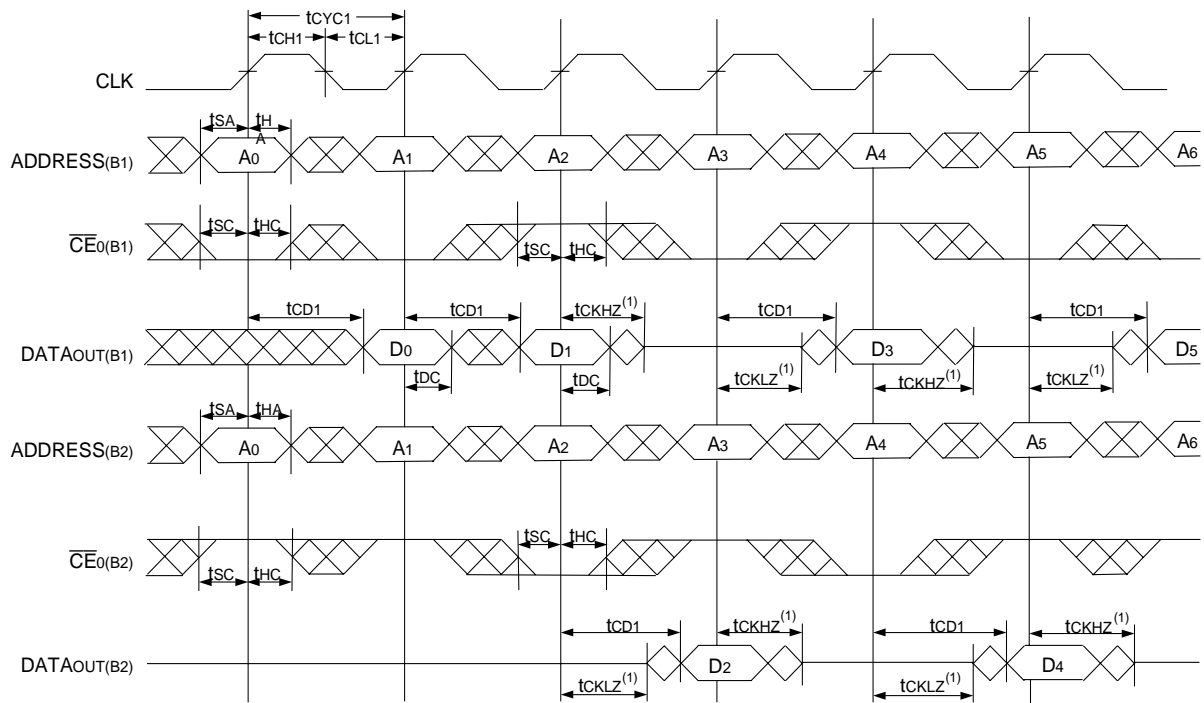 tCYC1
tCH1 tCL1
CLK
tSA tHA
ADDRESS(B1) A0 A1 A2 A3 A4 A5 A6
tSC tHC
CE0(B1)
tSC tHC
tCD1 tCD1 tCKHZ(1) tCD1 tCD1
DATAOUT(B1) D0 D1 D3 D5
tDC tDC tCKLZ(1) tCKHZ(1) tCKLZ(1)
tSA tHA
ADDRESS(B2) A0 A1 A2 A3 A4 A5 A6
tSC tHC
CE0(B2)
tSC tHC
tCD1 tCKHZ(1) tCD1 tCKHZ(1)
DATAOUT(B2) D2 D4
tCKLZ(1) tCKLZ(1)